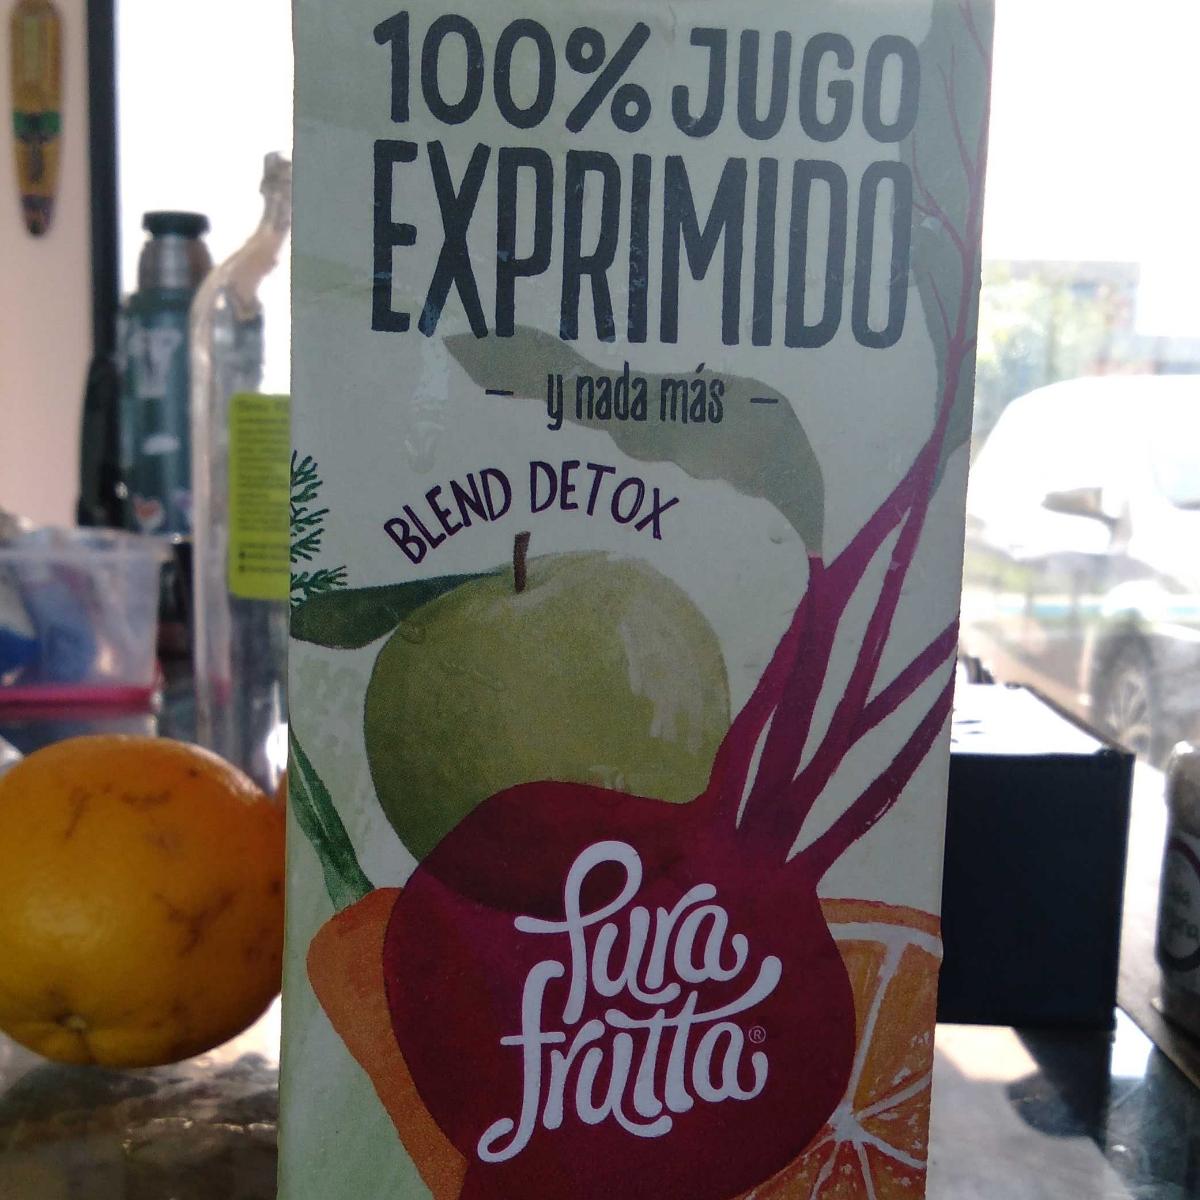 100% JUGO
EXPRIMIDO
– y nada más –
BLEND DETOX
Pura
frutta®